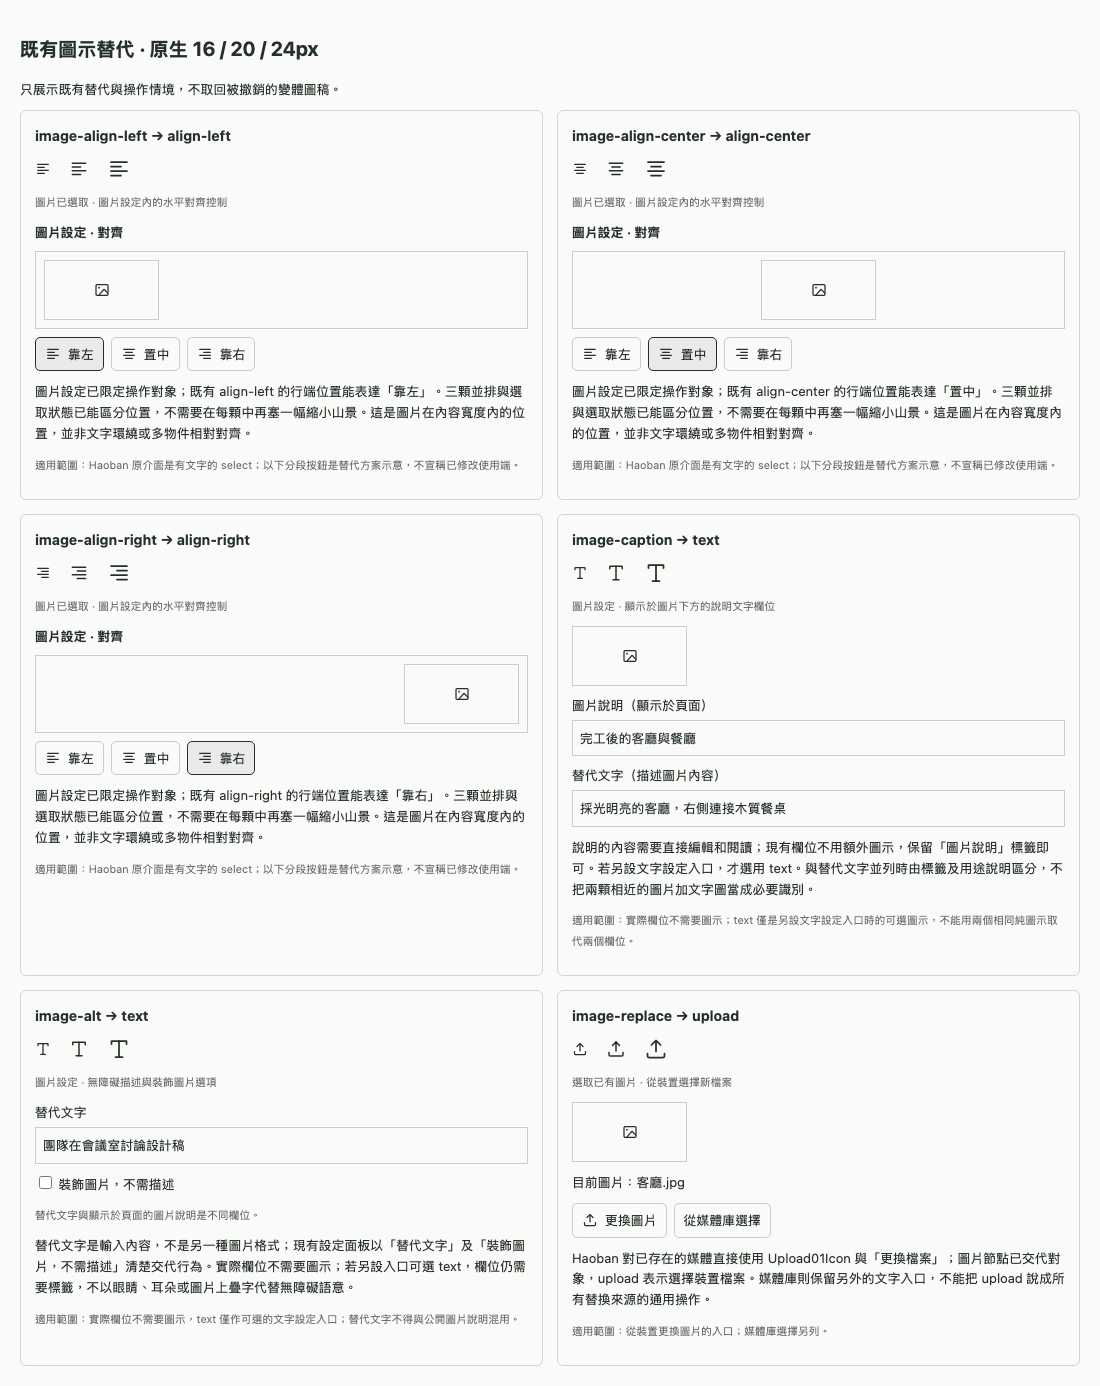 既有圖示替代 · 原生 16 / 20 / 24px
只展示既有替代與操作情境，不取回被撤銷的變體圖稿。
image-align-left → align-left
圖片已選取 · 圖片設定內的水平對齊控制
圖片設定 · 對齊
靠左 置中 靠右
圖片設定已限定操作對象；既有 align-left 的行端位置能表達「靠左」。三顆並排與選
取狀態已能區分位置，不需要在每顆中再塞一幅縮小山景。這是圖片在內容寬度內的位
置，並非文字環繞或多物件相對對齊。
適用範圍：Haoban 原介面是有文字的 select；以下分段按鈕是替代方案示意，不宣稱已修改使用端。
image-align-center → align-center
圖片已選取 · 圖片設定內的水平對齊控制
圖片設定 · 對齊
靠左 置中 靠右
圖片設定已限定操作對象；既有 align-center 的行端位置能表達「置中」。三顆並排
與選取狀態已能區分位置，不需要在每顆中再塞一幅縮小山景。這是圖片在內容寬度內
的位置，並非文字環繞或多物件相對對齊。
適用範圍：Haoban 原介面是有文字的 select；以下分段按鈕是替代方案示意，不宣稱已修改使用端。
image-align-right → align-right
圖片已選取 · 圖片設定內的水平對齊控制
圖片設定 · 對齊
靠左 置中 靠右
圖片設定已限定操作對象；既有 align-right 的行端位置能表達「靠右」。三顆並排與
選取狀態已能區分位置，不需要在每顆中再塞一幅縮小山景。這是圖片在內容寬度內的
位置，並非文字環繞或多物件相對對齊。
適用範圍：Haoban 原介面是有文字的 select；以下分段按鈕是替代方案示意，不宣稱已修改使用端。
image-caption → text
圖片設定 · 顯示於圖片下方的說明文字欄位
圖片說明（顯示於頁面）
完工後的客廳與餐廳
替代文字（描述圖片內容）
採光明亮的客廳，右側連接木質餐桌
說明的內容需要直接編輯和閱讀；現有欄位不用額外圖示，保留「圖片說明」標籤即
可。若另設文字設定入口，才選用 text。與替代文字並列時由標籤及用途說明區分，不
把兩顆相近的圖片加文字圖當成必要識別。
適用範圍：實際欄位不需要圖示；text 僅是另設文字設定入口時的可選圖示，不能用兩個相同純圖示取
代兩個欄位。
image-alt → text
圖片設定 · 無障礙描述與裝飾圖片選項
替代文字
團隊在會議室討論設計稿
裝飾圖片，不需描述
替代文字與顯示於頁面的圖片說明是不同欄位。
替代文字是輸入內容，不是另一種圖片格式；現有設定面板以「替代文字」及「裝飾圖
片，不需描述」清楚交代行為。實際欄位不需要圖示；若另設入口可選 text，欄位仍需
要標籤，不以眼睛、耳朵或圖片上疊字代替無障礙語意。
適用範圍：實際欄位不需要圖示，text 僅作可選的文字設定入口；替代文字不得與公開圖片說明混用。
image-replace → upload
選取已有圖片 · 從裝置選擇新檔案
目前圖片：客廳.jpg
更換圖片 從媒體庫選擇
Haoban 對已存在的媒體直接使用 Upload01Icon 與「更換檔案」；圖片節點已交代對
象，upload 表示選擇裝置檔案。媒體庫則保留另外的文字入口，不能把 upload 說成所
有替換來源的通用操作。
適用範圍：從裝置更換圖片的入口；媒體庫選擇另列。